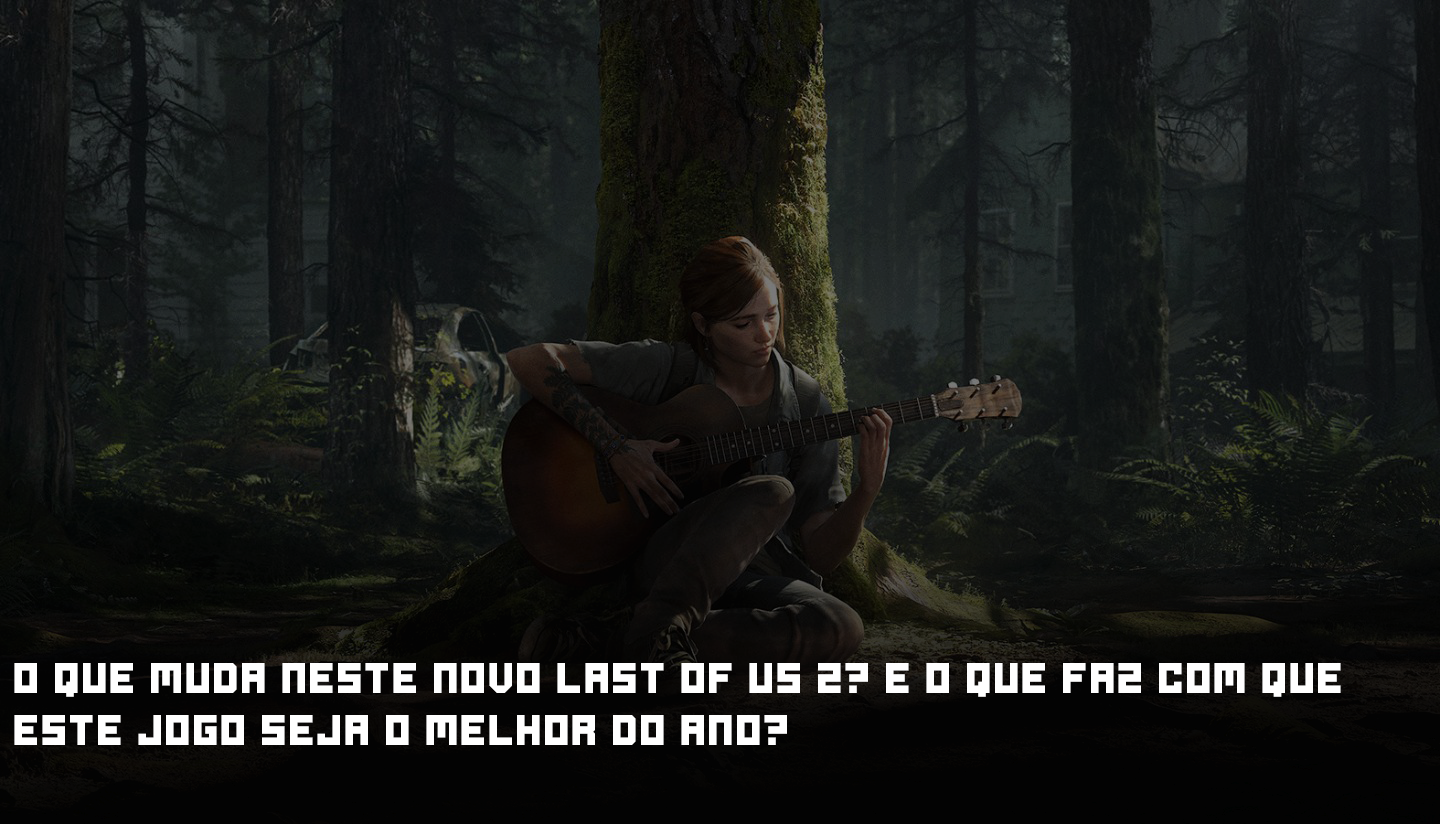 O QUE MUDA NESTE NOVO LAST OF US 2? E O QUE FAZ COM QUE
ESTE JOGO SEJA O MELHOR DO ANO?